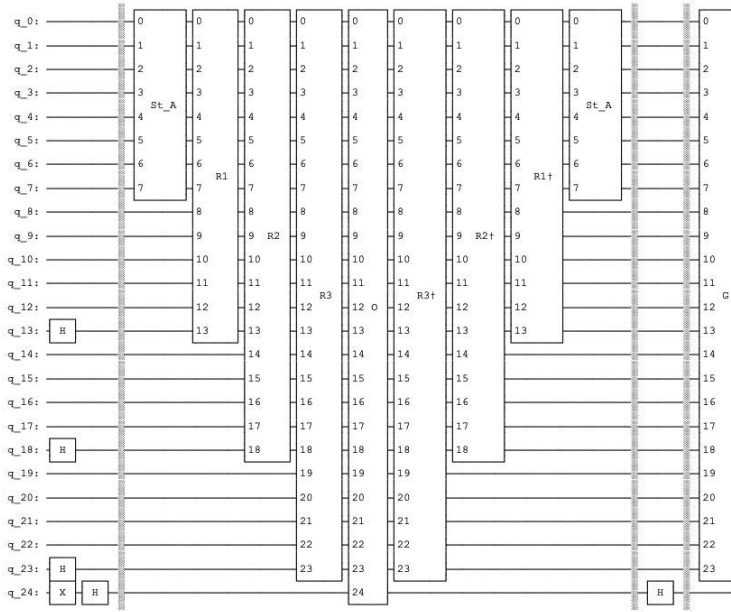 q_0: 0 0 0 0 0 0 0 0 0 0
q_1: 1 1 1 1 1 1 1 1 1 1
q_2: 2 2 2 2 2 2 2 2 2 2
q_3: 3 3 3 3 3 3 3 3 3 3
St_A St_A
q_4: 4 4 4 4 4 4 4 4 4 4
q_5: 5 5 5 5 5 5 5 5 5 5
q_6: 6 6 6 6 6 6 6 6 6 6
R1 R1†
q_7: 7 7 7 7 7 7 7 7 7 7
q_8: 8 8 8 8 8 8 8 8
q_9: 9 9 R2 9 9 9 9 R2† 9 9
q_10: 10 10 10 10 10 10 10 10
q_11: 11 11 11 11 11 11 11 11
R3 R3† G
q_12: 12 12 12 12 O 12 12 12 12
q_13: H 13 13 13 13 13 13 13 13
q_14: 14 14 14 14 14 14
q_15: 15 15 15 15 15 15
q_16: 16 16 16 16 16 16
q_17: 17 17 17 17 17 17
q_18: H 18 18 18 18 18 18
q_19: 19 19 19 19
q_20: 20 20 20 20
q_21: 21 21 21 21
q_22: 22 22 22 22
q_23: H 23 23 23 23
q_24: X H 24 H